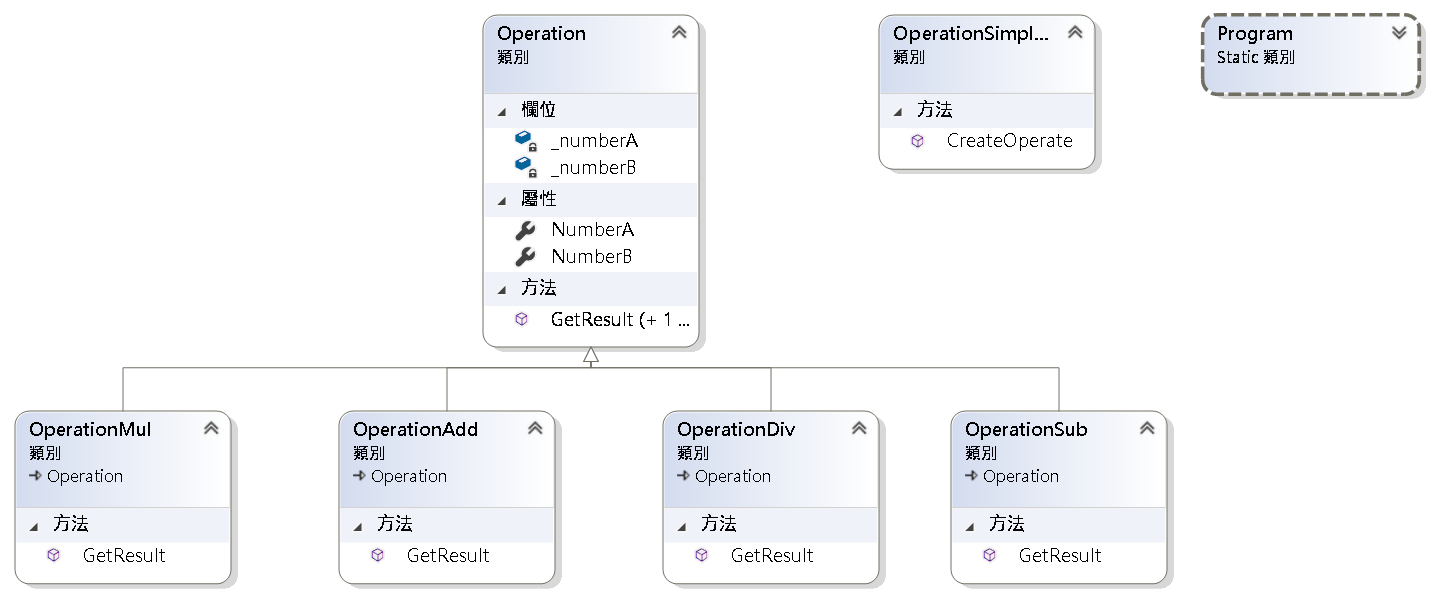 Operation
類別
欄位
_numberA
_numberB
屬性
NumberA
NumberB
方法
GetResult (+ 1 ...
OperationSimpl...
類別
方法
CreateOperate
Program
Static 類別
OperationMul
類別
Operation
方法
GetResult
OperationAdd
類別
Operation
方法
GetResult
OperationDiv
類別
Operation
方法
GetResult
OperationSub
類別
Operation
方法
GetResult